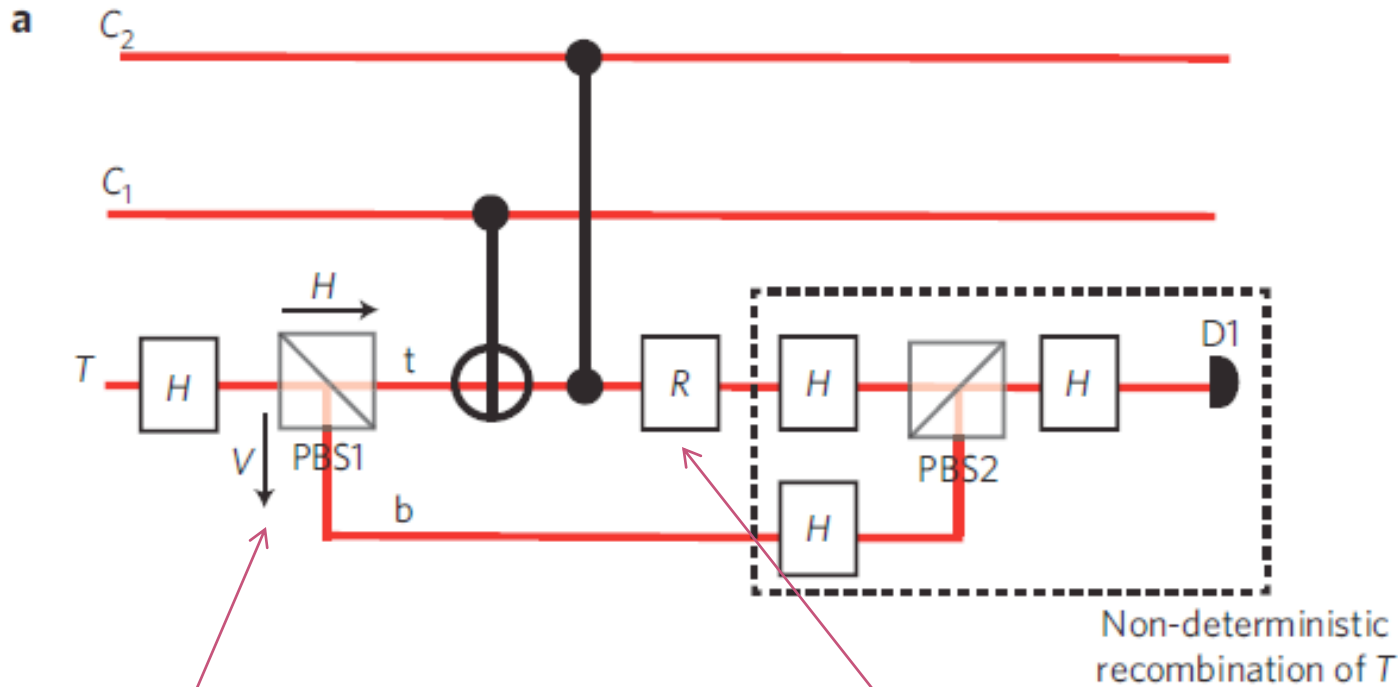 a
C2
C1
H
T
H
t
R
H
H
D1
V
PBS1
PBS2
b
H
Non-deterministic
recombination of T